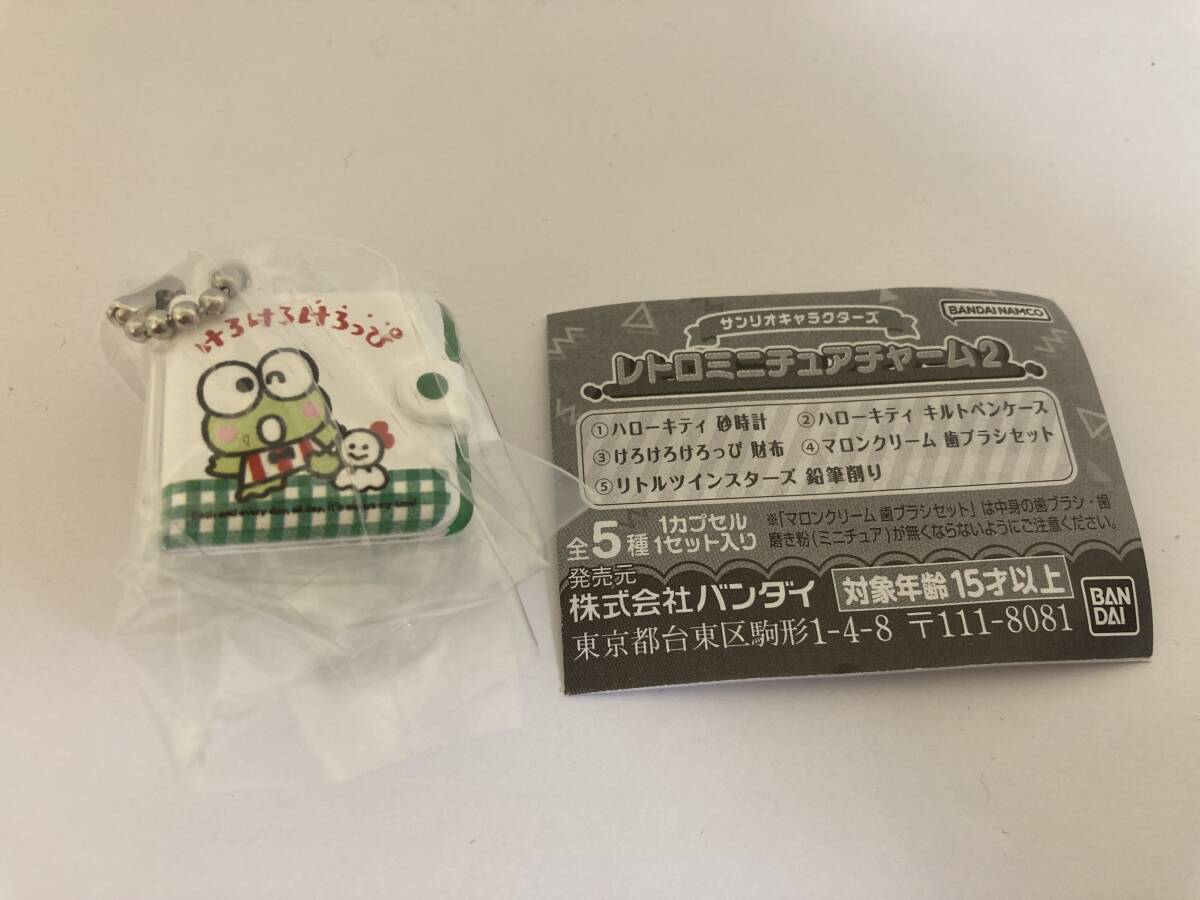 けろけろけろっぴ
サンリオキャラクターズ
BANDAI NAMCO
レトロミニチュアチャーム2
①ハローキティ 砂時計 ②ハローキティ キルトペンケース
③けろけろけろっぴ 財布 ④マロンクリーム 歯ブラシセット
⑤リトルツインスターズ 鉛筆削り
全5種 1カプセル
1セット入り
※「マロンクリーム 歯ブラシセット」は中身の歯ブラシ・歯
磨き粉(ミニチュア)が無くならないようにご注意ください。
発売元
株式会社バンダイ 対象年齢15才以上
東京都台東区駒形1-4-8 〒111-8081
BAN
DAI